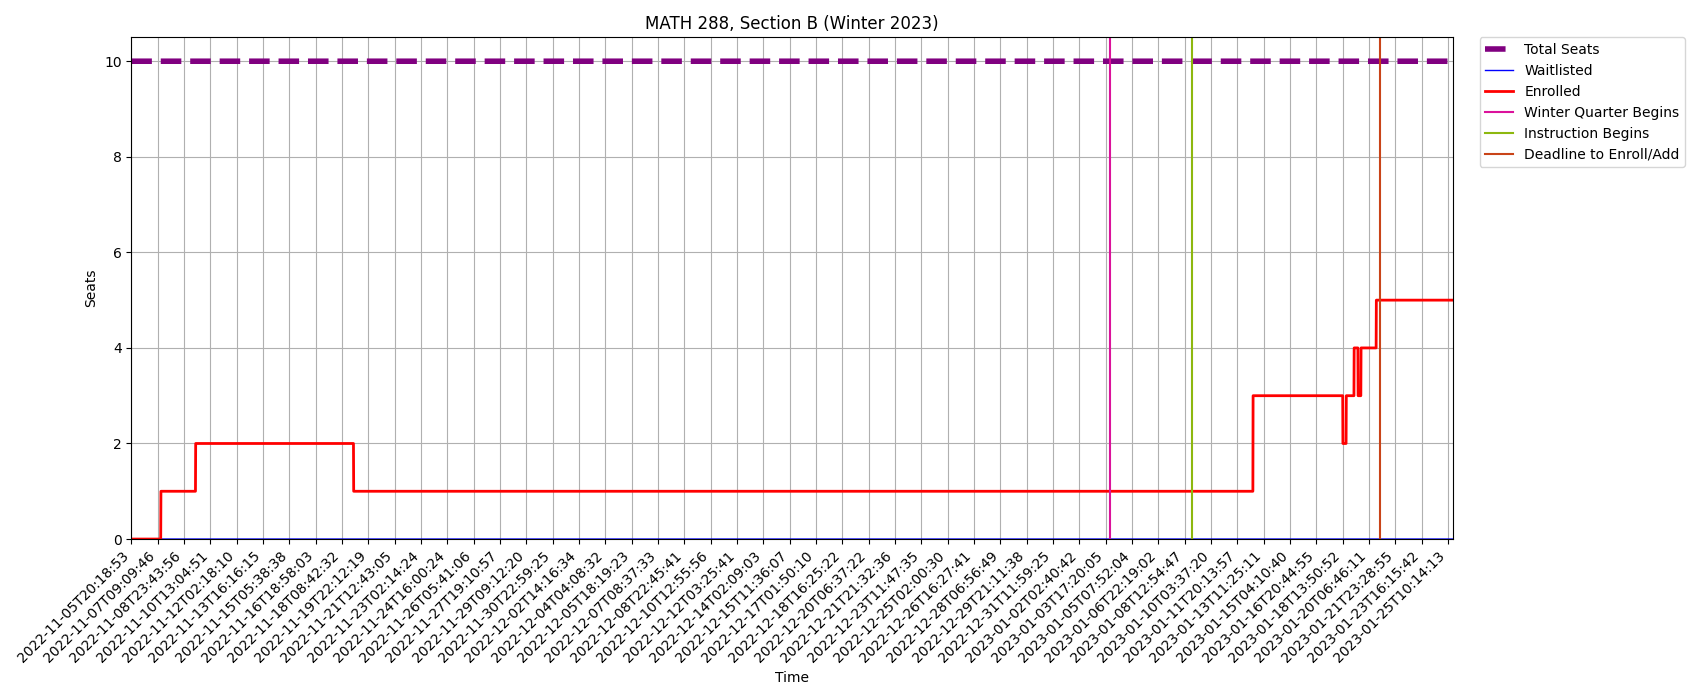 MATH 288, Section B (Winter 2023)
10
8
6
4
2
0
Seats
2022-11-05T20:18:53
2022-11-07T09:09:46
2022-11-08T23:43:56
2022-11-10T13:04:51
2022-11-12T02:18:10
2022-11-13T16:16:15
2022-11-15T05:38:38
2022-11-16T18:58:03
2022-11-18T08:42:32
2022-11-19T22:12:19
2022-11-21T12:43:05
2022-11-23T02:14:24
2022-11-24T16:00:24
2022-11-26T05:41:06
2022-11-27T19:10:57
2022-11-29T09:12:20
2022-11-30T22:59:25
2022-12-02T14:16:34
2022-12-04T04:08:32
2022-12-05T18:19:23
2022-12-07T08:37:33
2022-12-08T22:45:41
2022-12-10T12:55:56
2022-12-12T03:25:41
2022-12-14T02:09:03
2022-12-15T11:36:07
2022-12-17T01:50:10
2022-12-18T16:25:22
2022-12-20T06:37:22
2022-12-21T21:32:36
2022-12-23T11:47:35
2022-12-25T02:00:30
2022-12-26T16:27:41
2022-12-28T06:56:49
2022-12-29T21:11:38
2022-12-31T11:59:25
2023-01-02T02:40:42
2023-01-03T17:20:05
2023-01-05T07:52:04
2023-01-06T22:19:02
2023-01-08T12:54:47
2023-01-10T03:37:20
2023-01-11T20:13:57
2023-01-13T11:25:11
2023-01-15T04:10:40
2023-01-16T20:44:55
2023-01-18T13:50:52
2023-01-20T06:46:11
2023-01-21T23:28:55
2023-01-23T16:15:42
2023-01-25T10:14:13
Time
Total Seats
Waitlisted
Enrolled
Winter Quarter Begins
Instruction Begins
Deadline to Enroll/Add